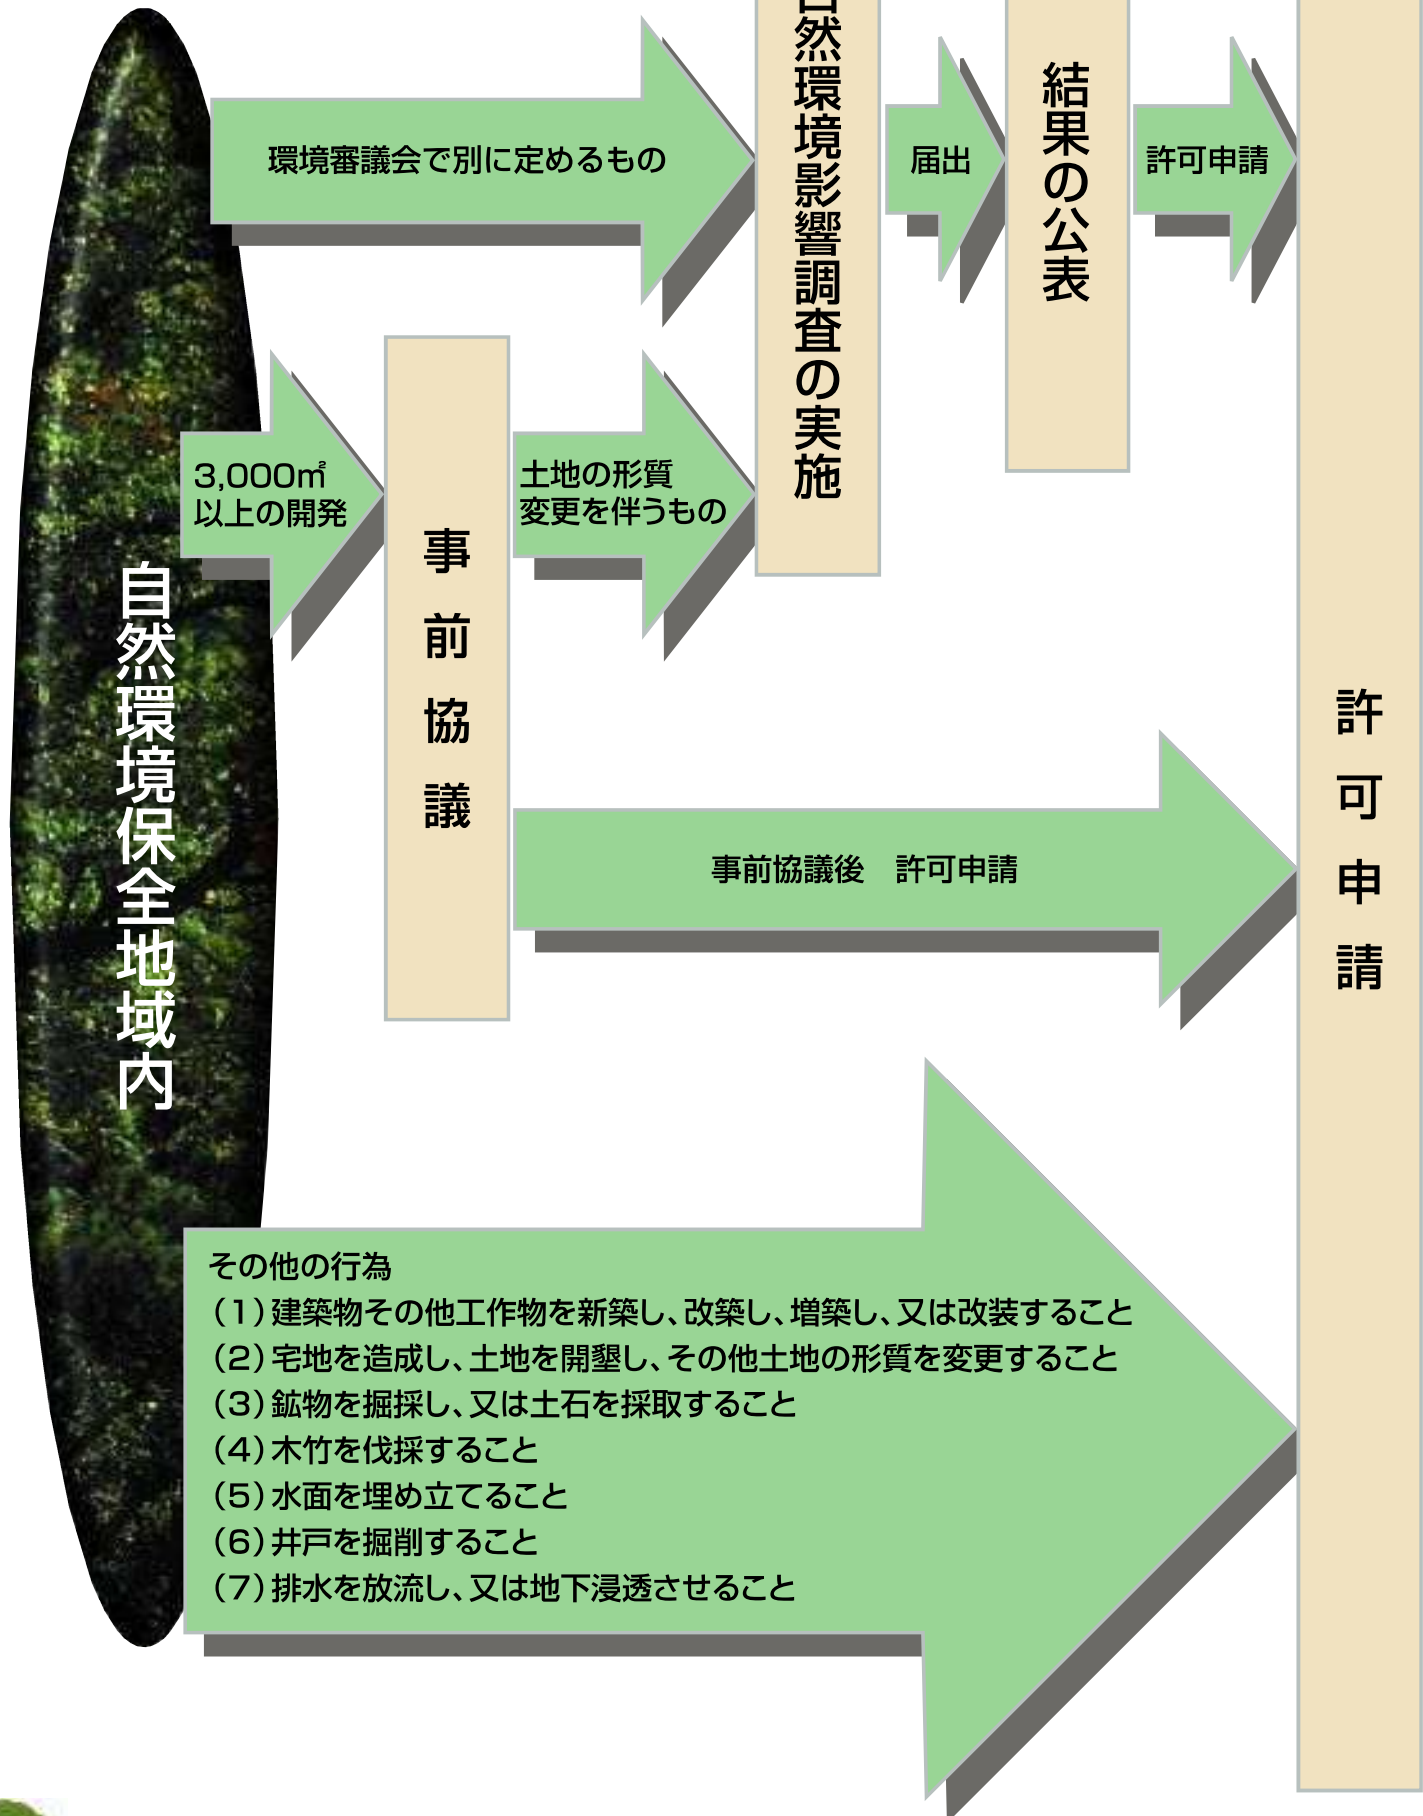 自然環境保全地域内
環境審議会で別に定めるもの
自然環境影響調査の実施
届出
結果の公表
許可申請
3,000㎡
以上の開発
事前協議
土地の形質
変更を伴うもの
事前協議後　許可申請
許可申請
その他の行為
（1）建築物その他工作物を新築し、改築し、増築し、又は改装すること
（2）宅地を造成し、土地を開墾し、その他土地の形質を変更すること
（3）鉱物を掘採し、又は土石を採取すること
（4）木竹を伐採すること
（5）水面を埋め立てること
（6）井戸を掘削すること
（7）排水を放流し、又は地下浸透させること